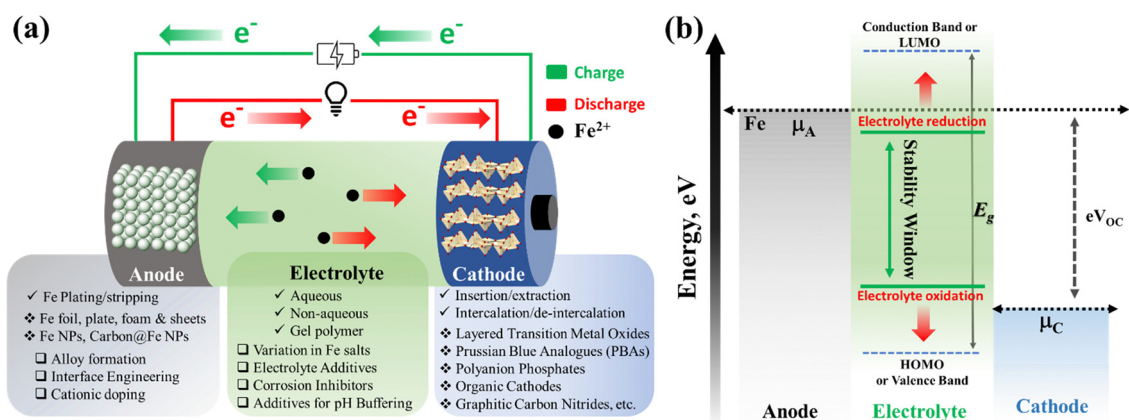 (a)
e⁻
e⁻
Charge
Discharge
Fe²⁺
e⁻
e⁻
Anode
✓ Fe Plating/stripping
❖ Fe foil, plate, foam & sheets
❖ Fe NPs, Carbon@Fe NPs
❑ Alloy formation
❑ Interface Engineering
❑ Cationic doping
Electrolyte
✓ Aqueous
✓ Non-aqueous
✓ Gel polymer
❑ Variation in Fe salts
❑ Electrolyte Additives
❑ Corrosion Inhibitors
❑ Additives for pH Buffering
Cathode
✓ Insertion/extraction
✓ Intercalation/de-intercalation
❖ Layered Transition Metal Oxides
❖ Prussian Blue Analogues (PBAs)
❖ Polyanion Phosphates
❖ Organic Cathodes
❖ Graphitic Carbon Nitrides, etc.
(b)
Energy, eV
Conduction Band or
LUMO
Fe
μA
Electrolyte reduction
Stability
Window
Eg
eVOC
Electrolyte oxidation
μC
HOMO
or Valence Band
Anode
Electrolyte
Cathode